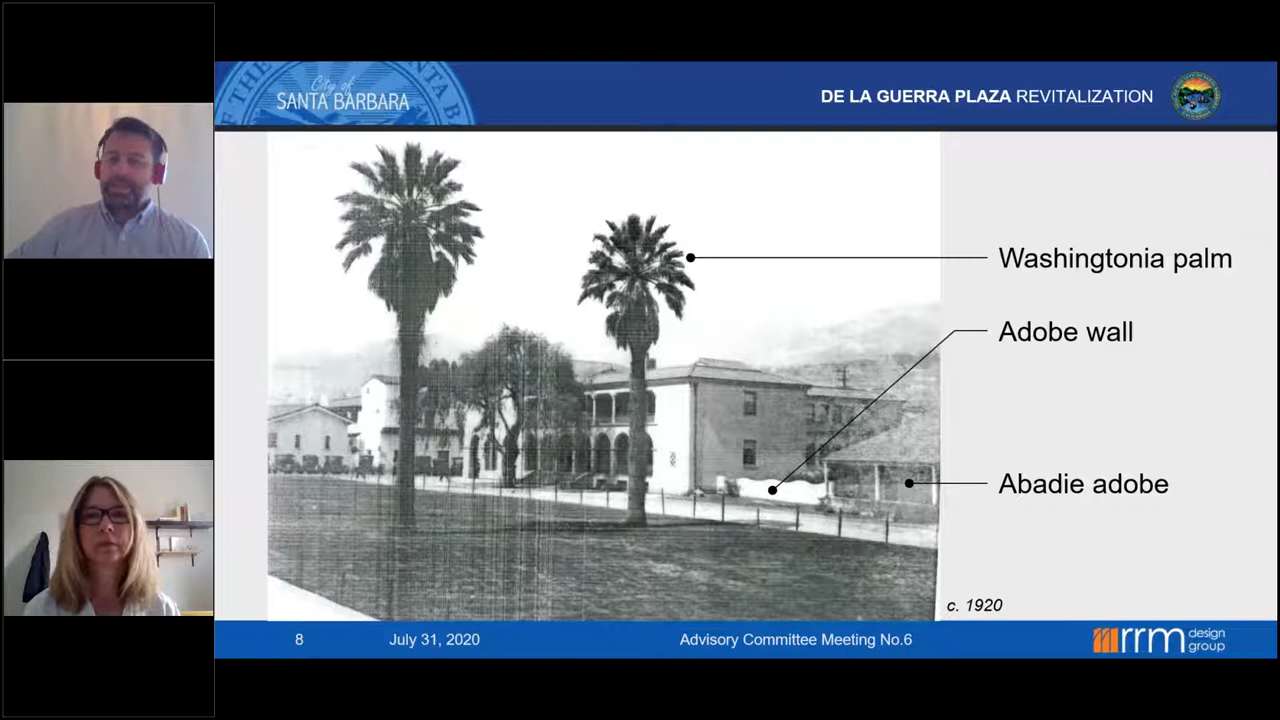 City of
SANTA BARBARA
DE LA GUERRA PLAZA REVITALIZATION
Washingtonia palm
Adobe wall
Abadie adobe
c. 1920
8 July 31, 2020 Advisory Committee Meeting No.6
rrm design
group